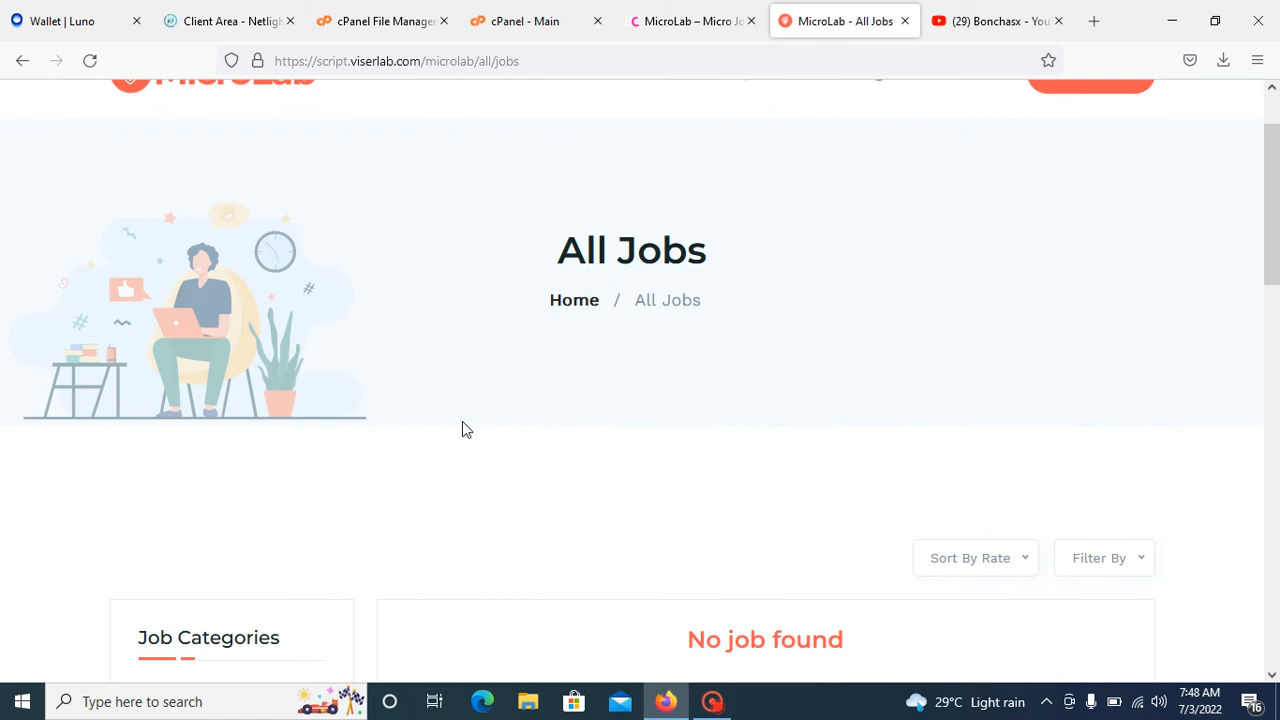 Wallet | Luno
Client Area - Netligh
cPanel File Manager
cPanel - Main
MicroLab – Micro Jo
MicroLab - All Jobs
(29) Bonchasx - You
https://script.viserlab.com/microlab/all/jobs
MicroLab
All Jobs
Home / All Jobs
Sort By Rate
Filter By
Job Categories
No job found
Type here to search
29°C Light rain
7:48 AM
7/3/2022
16